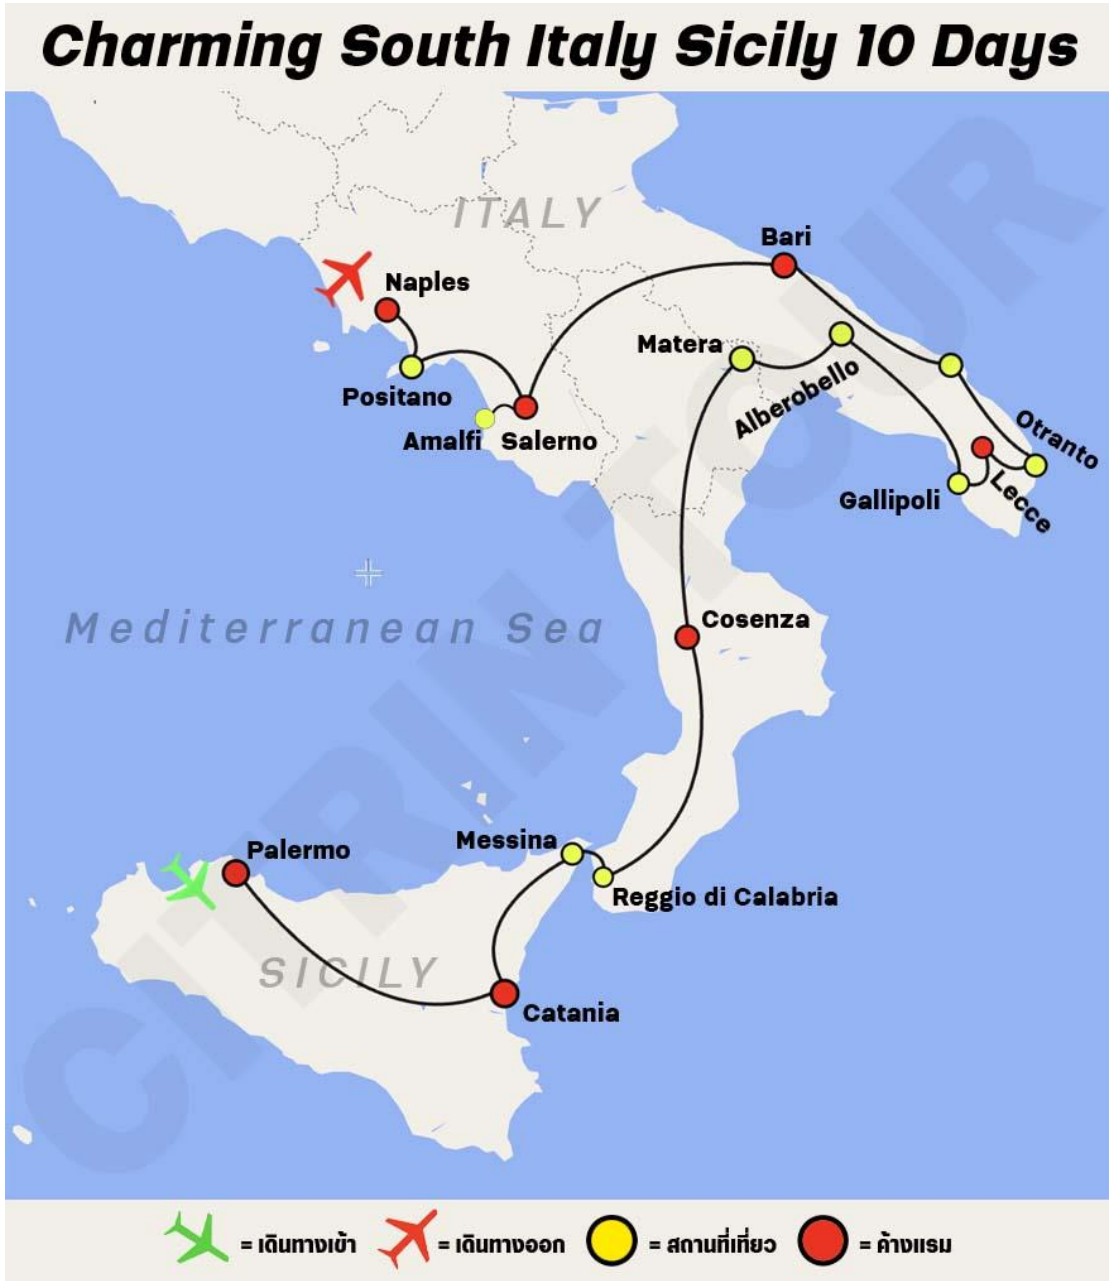 Charming South Italy Sicily 10 Days
ITALY
Bari
Naples
Matera
Positano
Alberobello
Otranto
Amalfi Salerno
Gallipoli
Lecce
Mediterranean Sea
Cosenza
Messina
Palermo
Reggio di Calabria
SICILY
Catania
CITRIN TOUR
= เดินทางเข้า = เดินทางออก = สถานที่เที่ยว = ค้างแรม